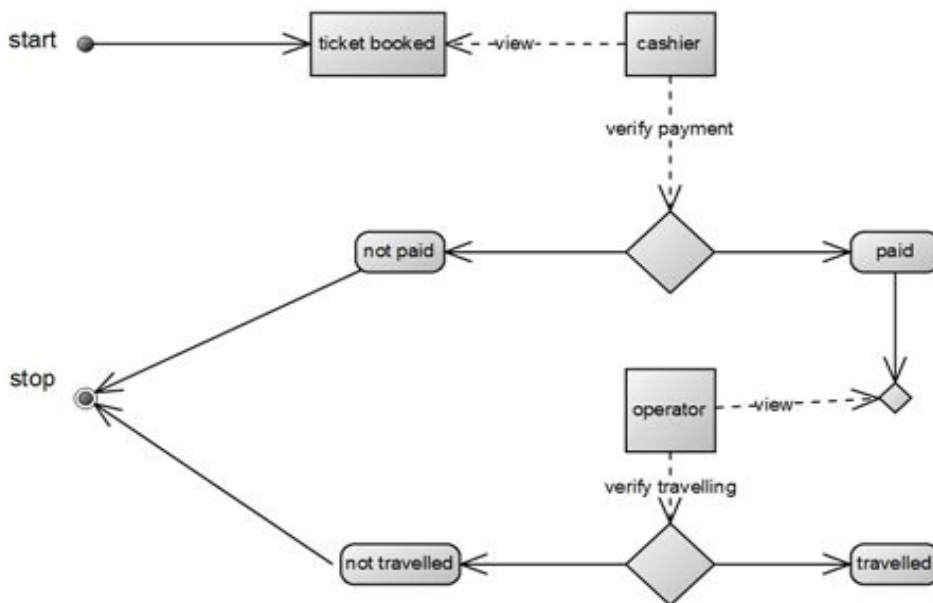 start
ticket booked
view
cashier
verify payment
not paid
paid
stop
operator
view
verify travelling
not travelled
travelled